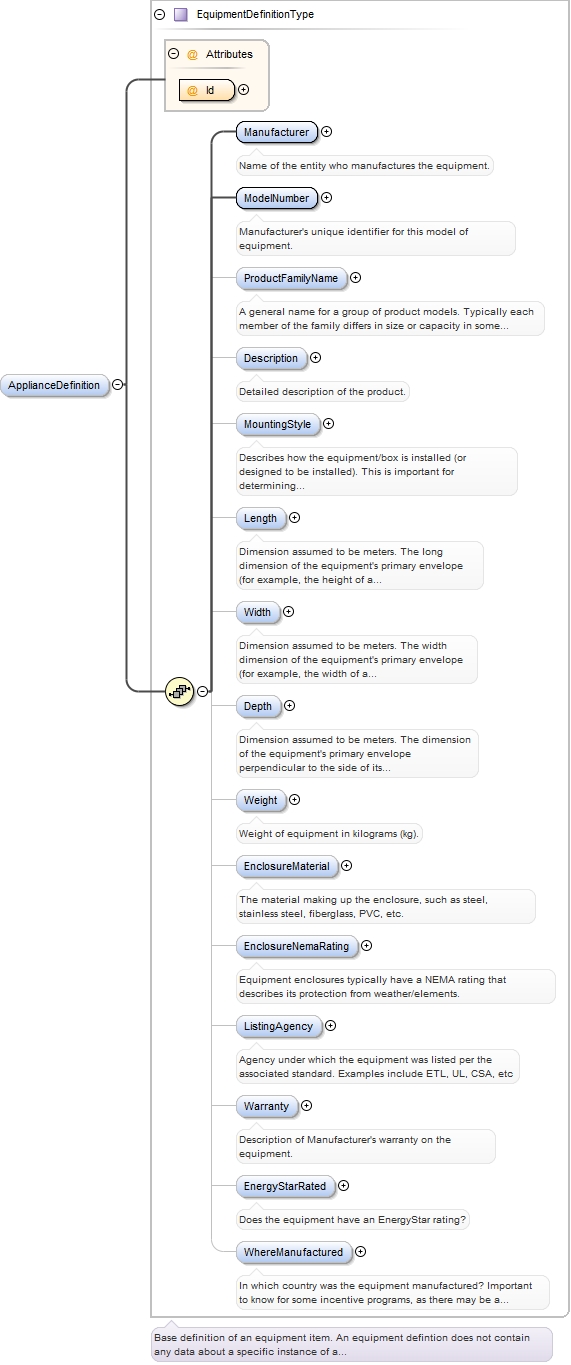 EquipmentDefinitionType
@ Attributes
@ Id
Manufacturer
Name of the entity who manufactures the equipment.
ModelNumber
Manufacturer's unique identifier for this model of
equipment.
ProductFamilyName
A general name for a group of product models. Typically each
member of the family differs in size or capacity in some...
Description
Detailed description of the product.
ApplianceDefinition
MountingStyle
Describes how the equipment/box is installed (or
designed to be installed). This is important for
determining...
Length
Dimension assumed to be meters. The long
dimension of the equipment's primary envelope
(for example, the height of a...
Width
Dimension assumed to be meters. The width
dimension of the equipment's primary envelope
(for example, the width of a...
Depth
Dimension assumed to be meters. The dimension
of the equipment's primary envelope
perpendicular to the side of its...
Weight
Weight of equipment in kilograms (kg).
EnclosureMaterial
The material making up the enclosure, such as steel,
stainless steel, fiberglass, PVC, etc.
EnclosureNemaRating
Equipment enclosures typically have a NEMA rating that
describes its protection from weather/elements.
ListingAgency
Agency under which the equipment was listed per the
associated standard. Examples include ETL, UL, CSA, etc
Warranty
Description of Manufacturer's warranty on the
equipment.
EnergyStarRated
Does the equipment have an EnergyStar rating?
WhereManufactured
In which country was the equipment manufactured? Important
to know for some incentive programs, as there may be a...
Base definition of an equipment item. An equipment defintion does not contain
any data about a specific instance of a...